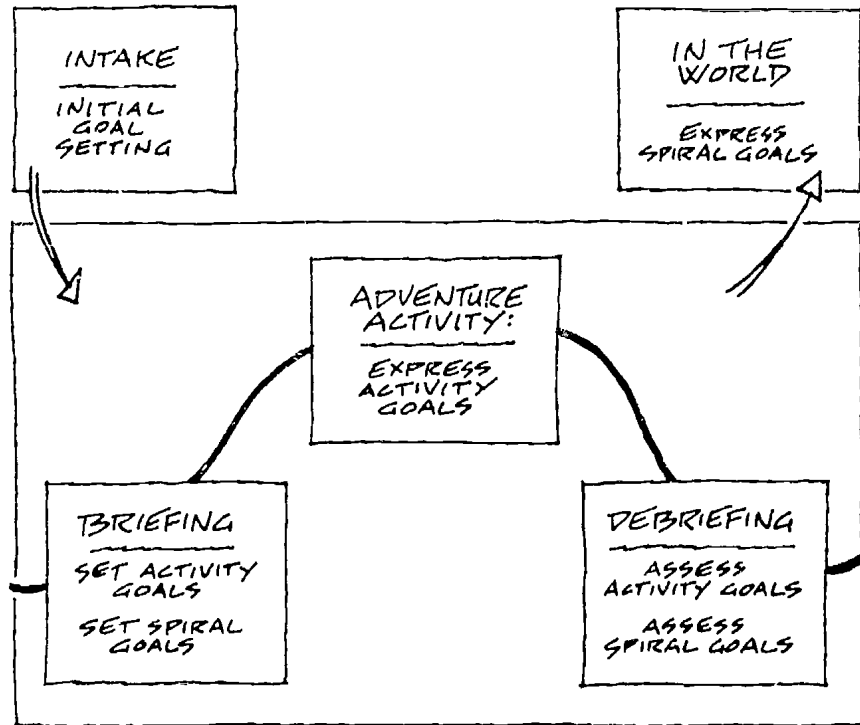 INTAKE
INITIAL
GOAL
SETTING
IN THE
WORLD
EXPRESS
SPIRAL GOALS
ADVENTURE
ACTIVITY:
EXPRESS
ACTIVITY
GOALS
BRIEFING
SET ACTIVITY
GOALS
SET SPIRAL
GOALS
DEBRIEFING
ASSESS
ACTIVITY GOALS
ASSESS
SPIRAL GOALS